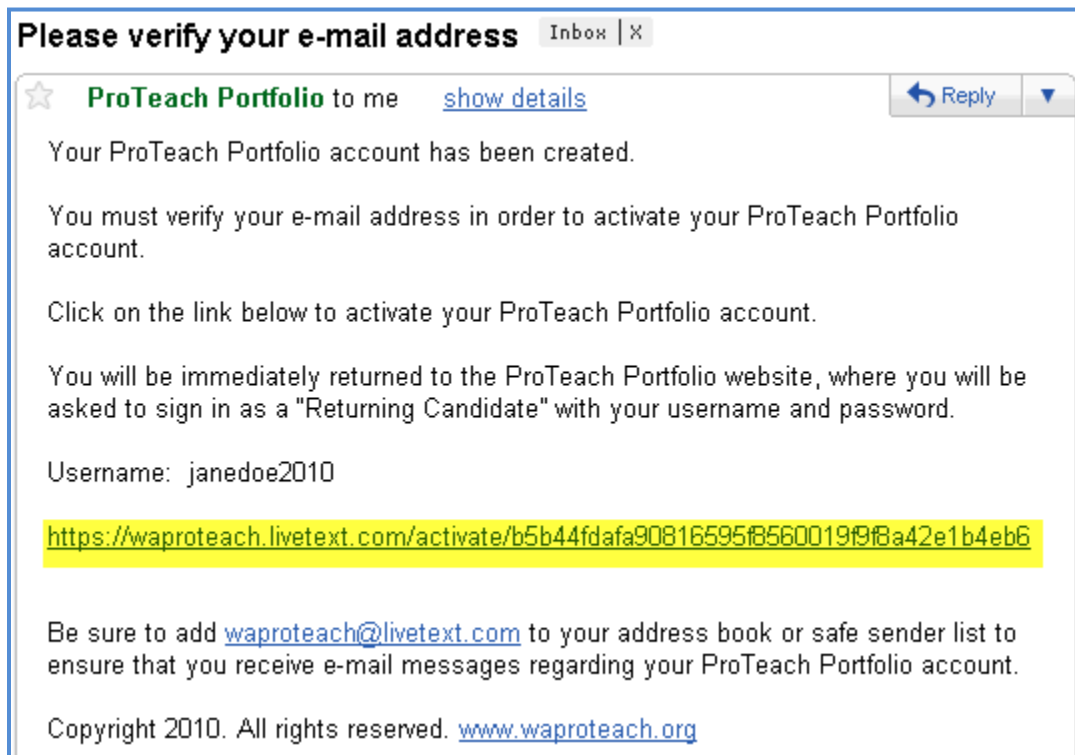 Please verify your e-mail address Inbox | X
ProTeach Portfolio to me show details Reply
Your ProTeach Portfolio account has been created.
You must verify your e-mail address in order to activate your ProTeach Portfolio
account.
Click on the link below to activate your ProTeach Portfolio account.
You will be immediately returned to the ProTeach Portfolio website, where you will be
asked to sign in as a "Returning Candidate" with your username and password.
Username: janedoe2010
https://waproteach.livetext.com/activate/b5b44fdafa90816595f8560019f9f8a42e1b4eb6
Be sure to add waproteach@livetext.com to your address book or safe sender list to
ensure that you receive e-mail messages regarding your ProTeach Portfolio account.
Copyright 2010. All rights reserved. www.waproteach.org